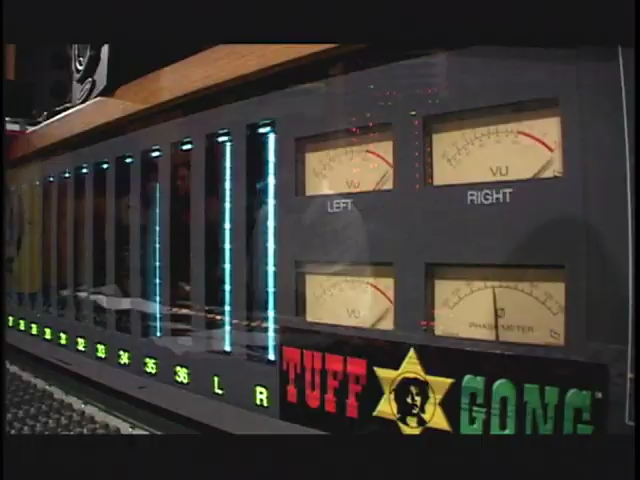 VU
VU
LEFT
RIGHT
VU
PHASE METER
31 32 33 34 35 36 L R
TUFF GONG